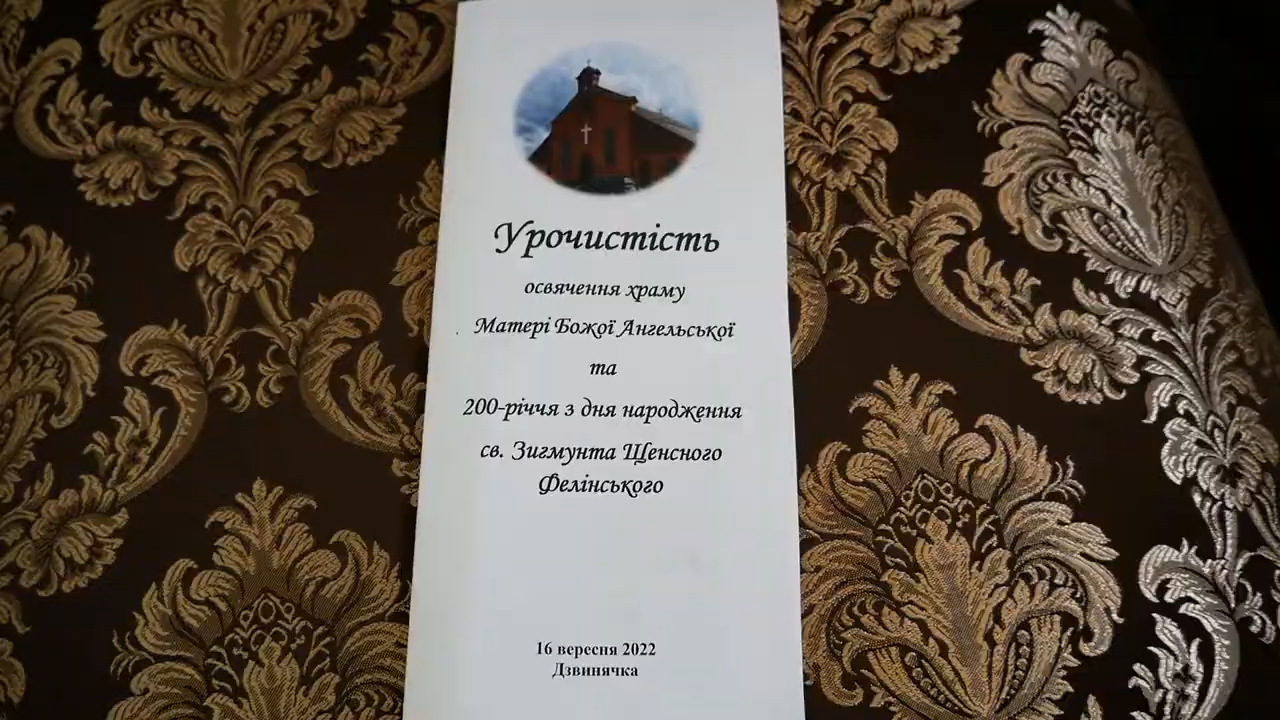 Урочистість
освячення храму
Матері Божої Ангельської
та
200-річчя з дня народження
св. Зигмунта Щенсного
Фелінського
16 вересня 2022
Дзвинячка